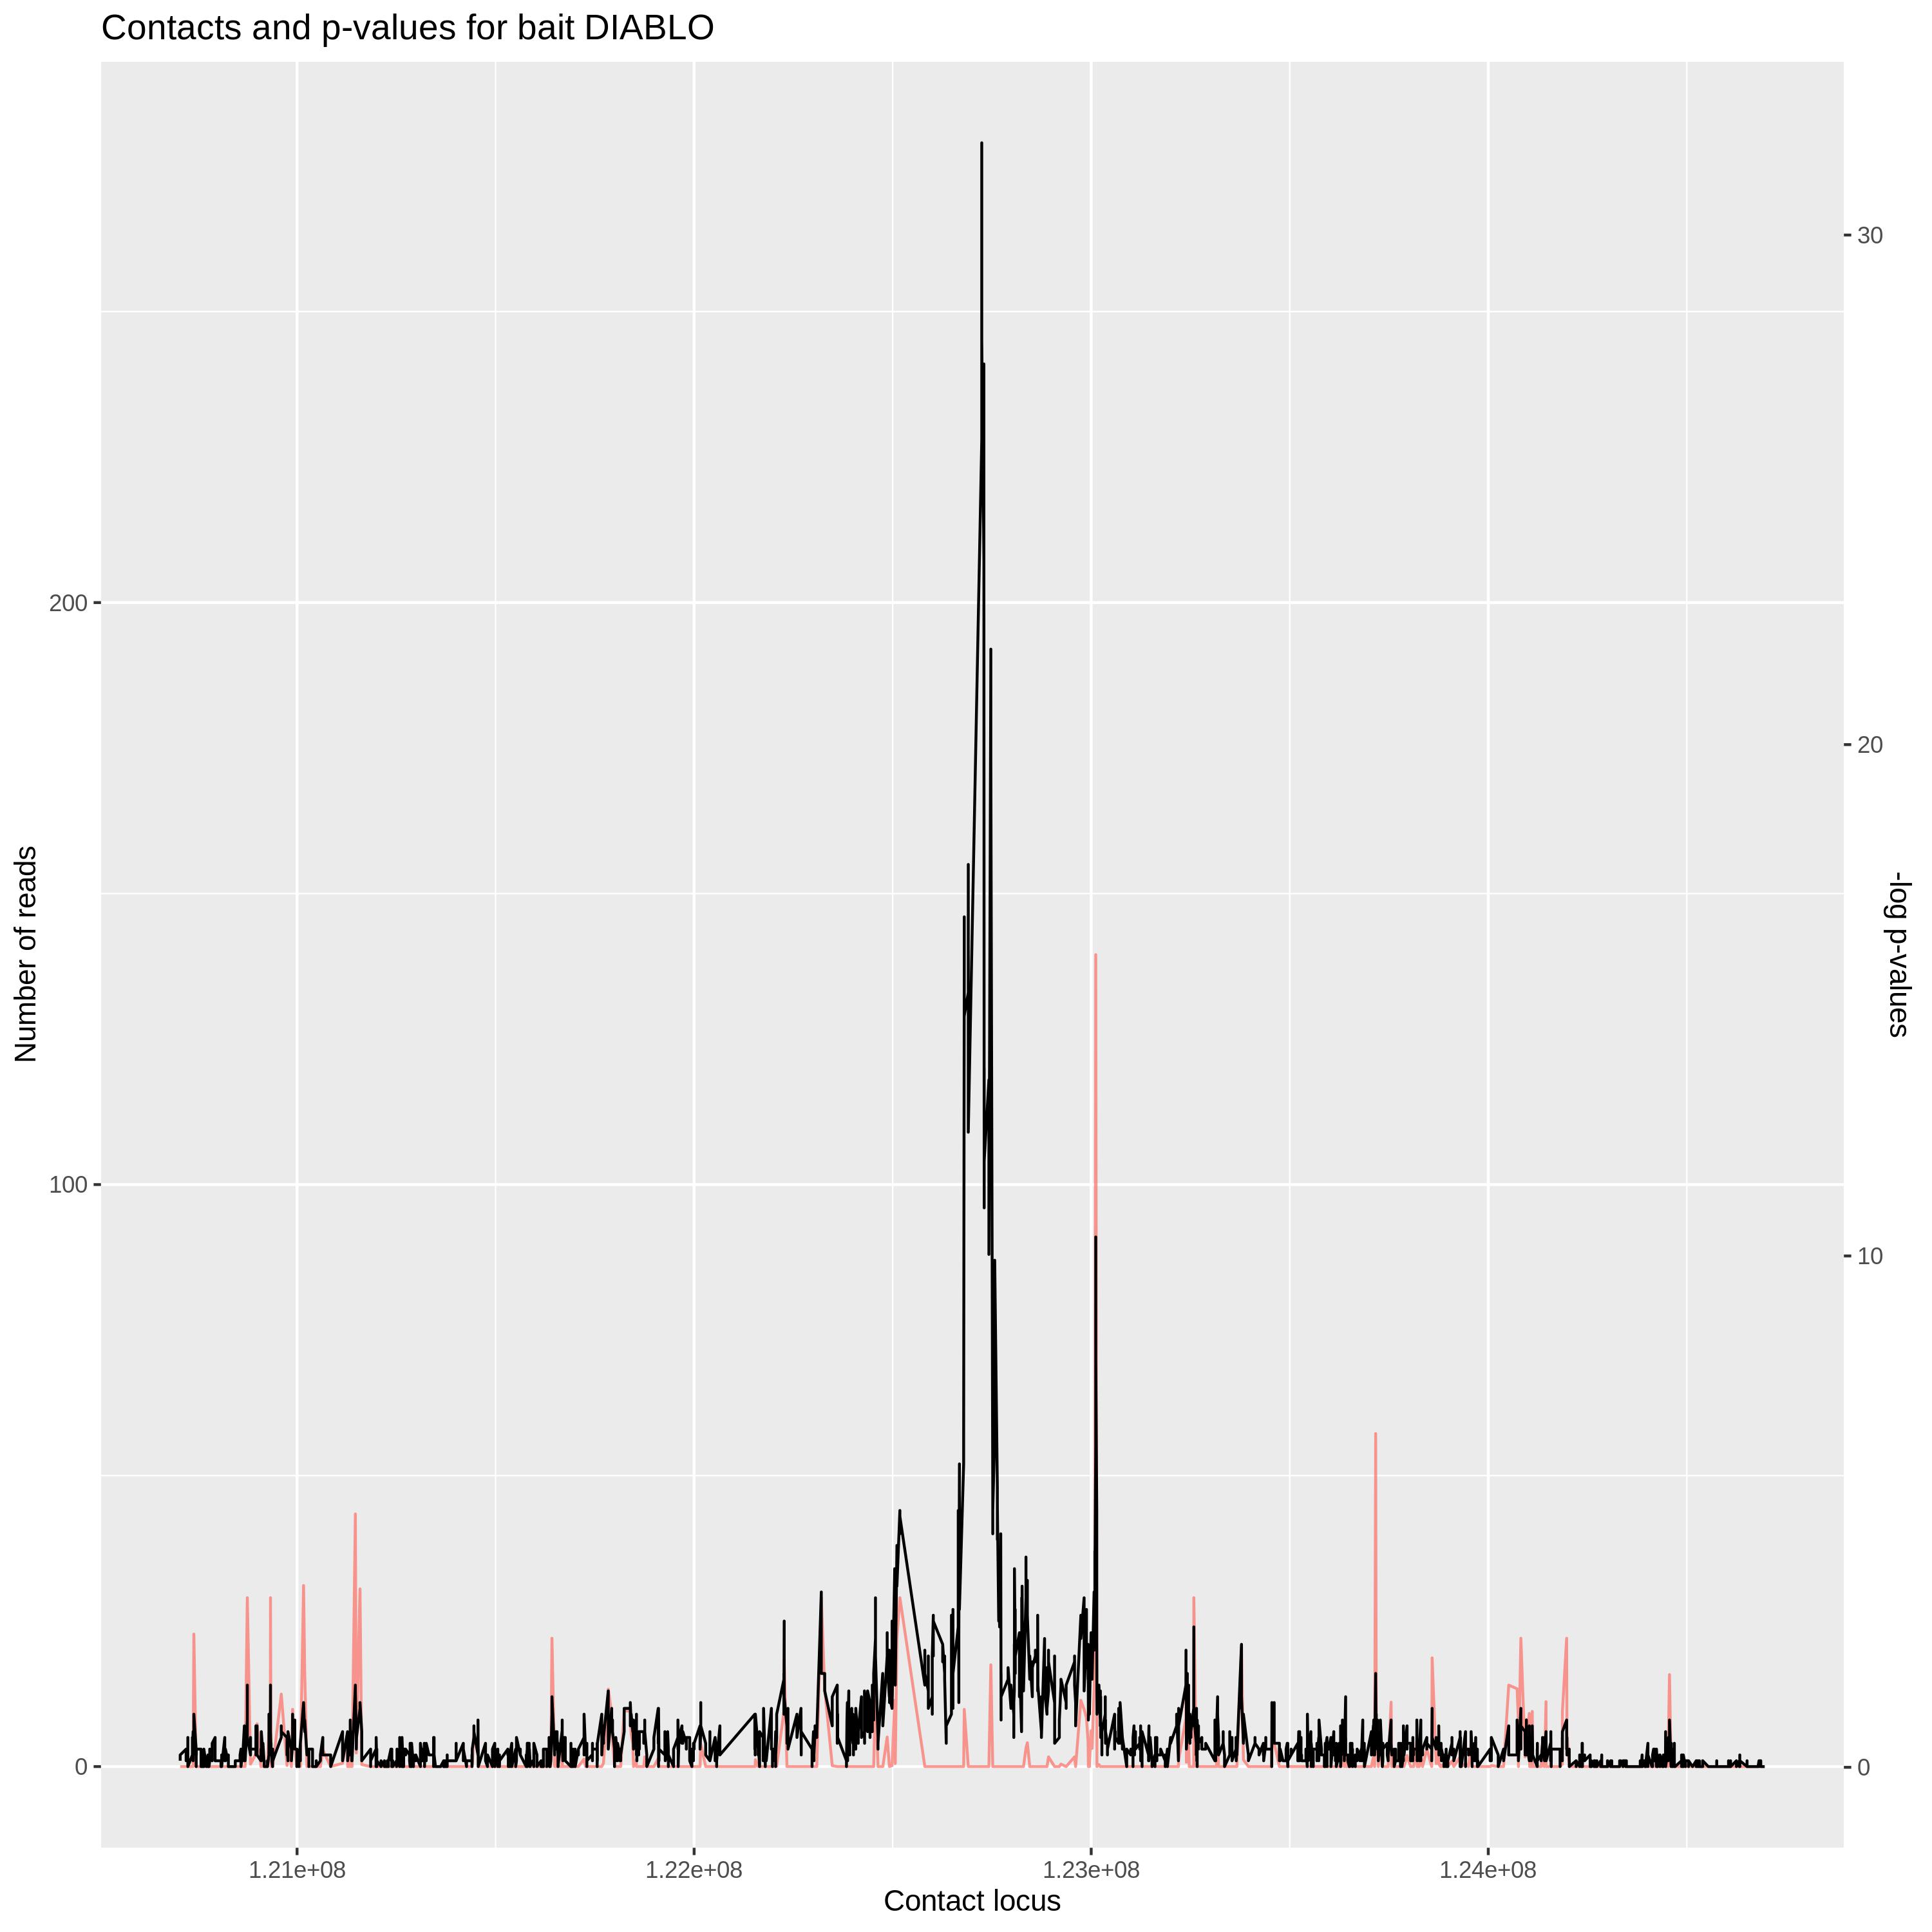 Contacts and p-values for bait DIABLO
Number of reads
200
100
0
30
20
10
0
-log p-values
1.21e+08
1.22e+08
1.23e+08
1.24e+08
Contact locus